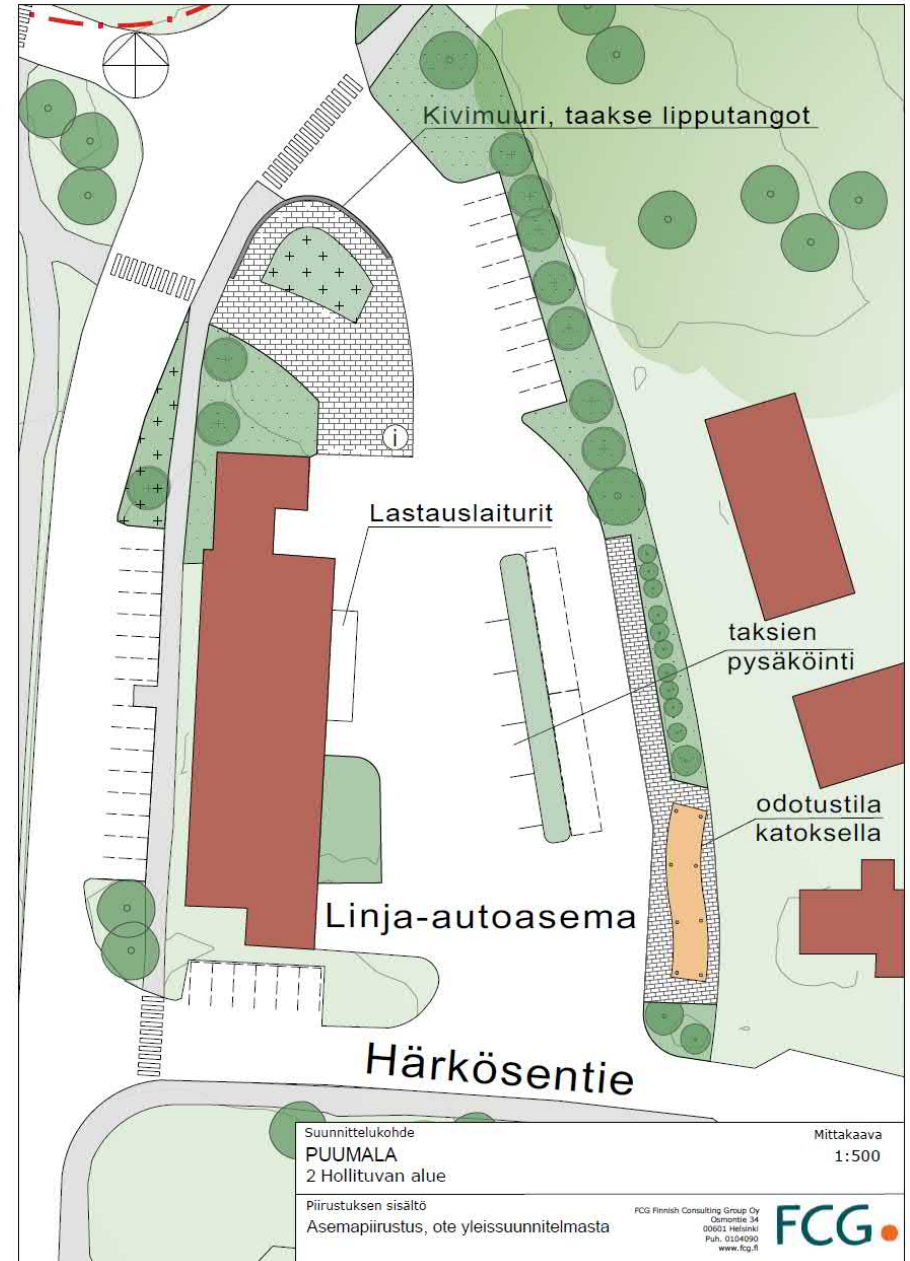 Kivimuuri, taakse lipputangot
i
Lastauslaiturit
taksien
pysäköinti
odotustila
katoksella
Linja-autoasema
Härkösentie
Suunnittelukohde
PUUMALA
2 Hollituvan alue
Mittakaava
1:500
Piirustuksen sisältö
Asemapiirustus, ote yleissuunnitelmasta
FCG Finnish Consulting Group Oy
Osmontie 34
00601 Helsinki
Puh. 0104090
www.fcg.fi
FCG